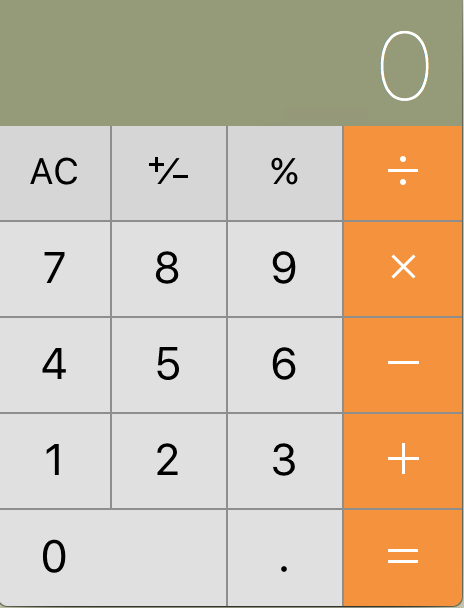 0
AC +/− % ÷
7 8 9 ×
4 5 6 −
1 2 3 +
0 . =